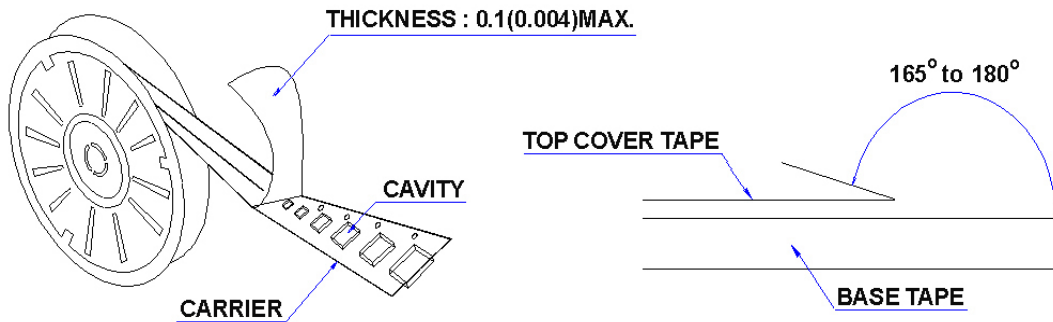 THICKNESS : 0.1(0.004)MAX.
CAVITY
CARRIER
165° to 180°
TOP COVER TAPE
BASE TAPE